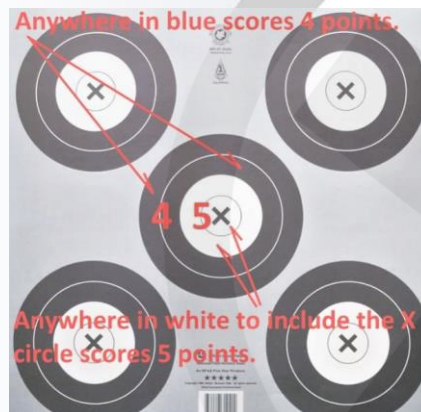 Anywhere in blue scores 4 points.
X
X
4 5 X
Anywhere in white to include the X
circle scores 5 points.
X
X